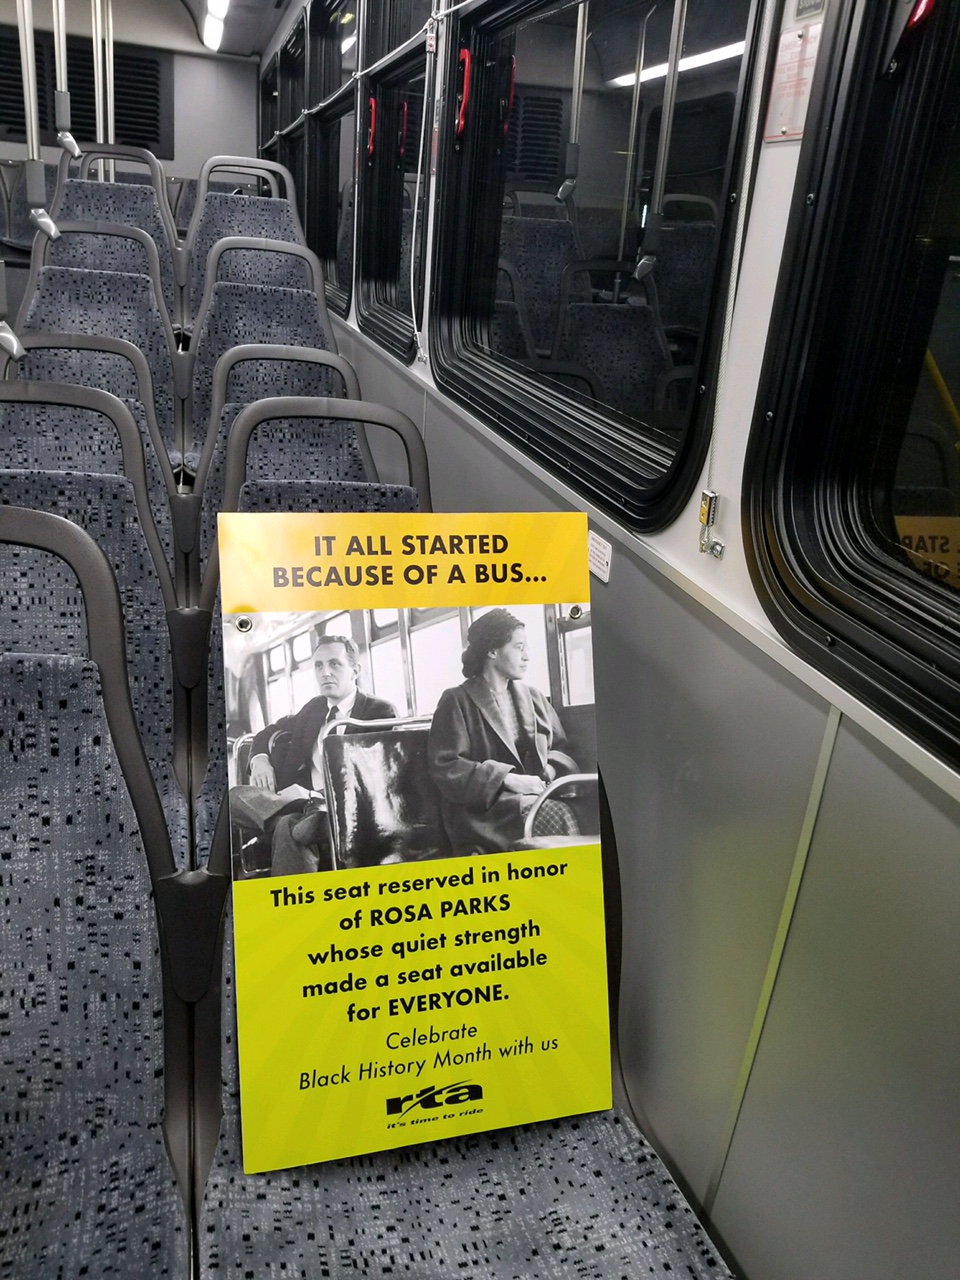 IT ALL STARTED
BECAUSE OF A BUS...
This seat reserved in honor
of ROSA PARKS
whose quiet strength
made a seat available
for EVERYONE.
Celebrate
Black History Month with us
rta
it's time to ride